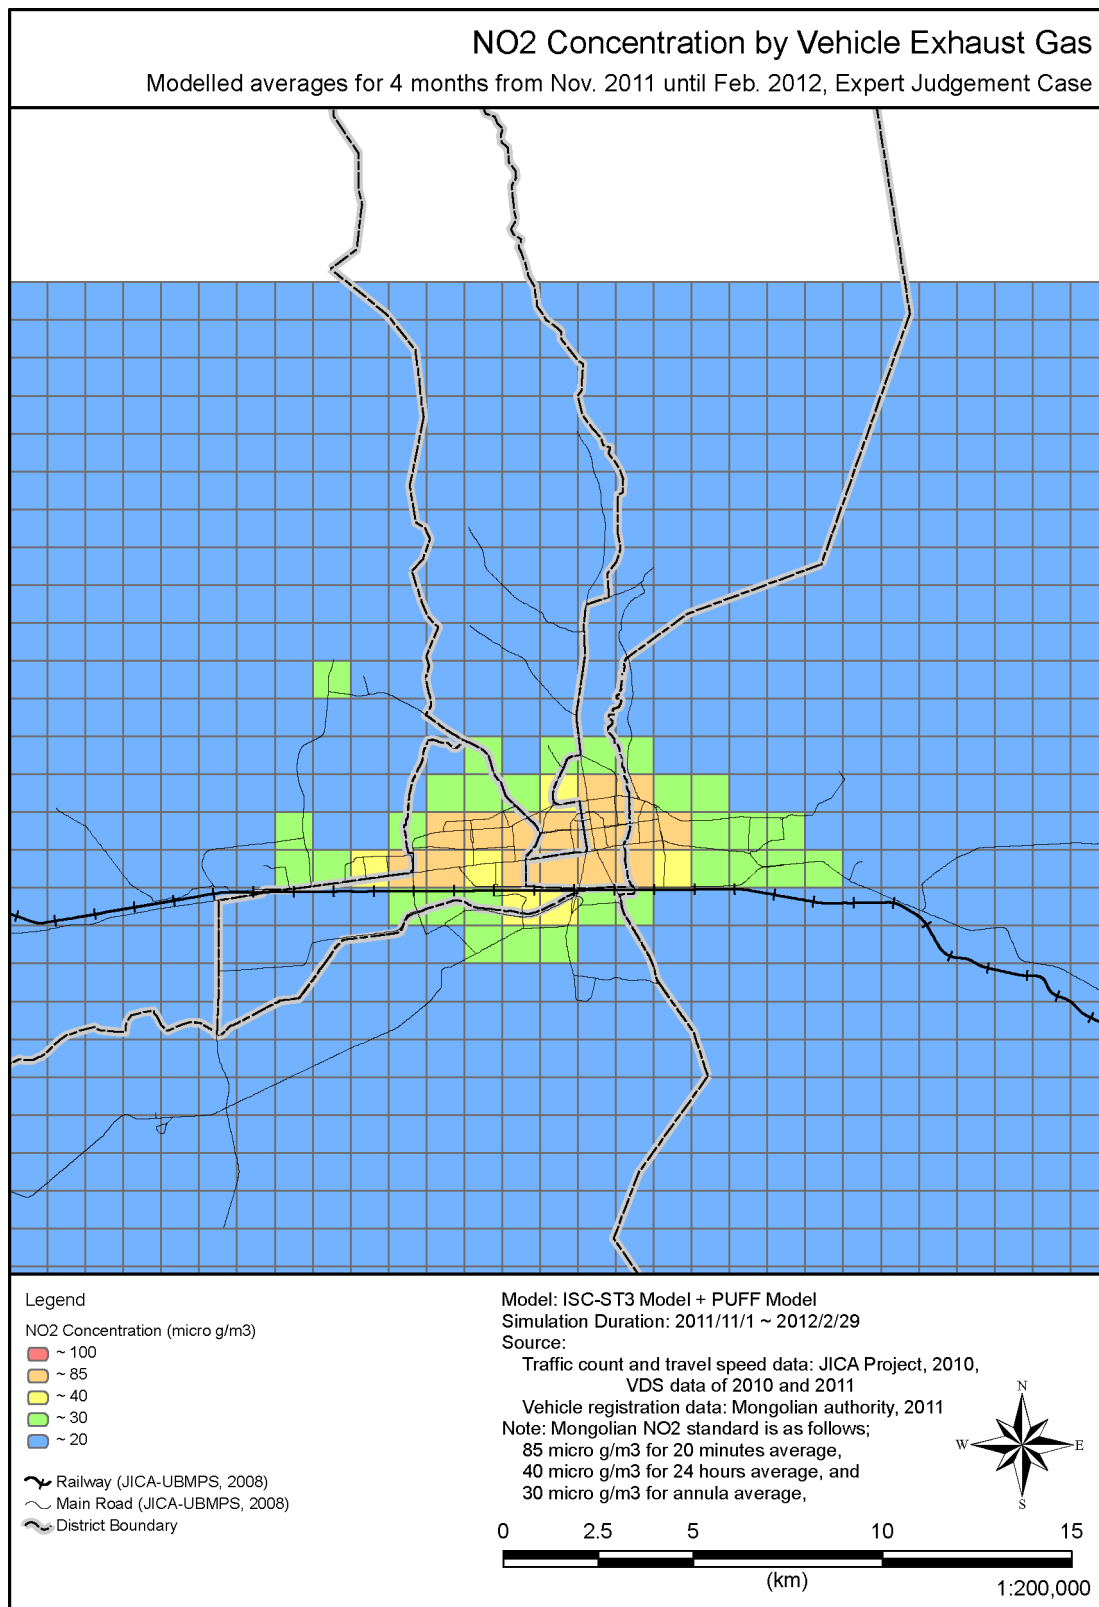 NO2 Concentration by Vehicle Exhaust Gas
Modelled averages for 4 months from Nov. 2011 until Feb. 2012, Expert Judgement Case
Legend
NO2 Concentration (micro g/m3)
~ 100
~ 85
~ 40
~ 30
~ 20
Railway (JICA-UBMPS, 2008)
Main Road (JICA-UBMPS, 2008)
District Boundary
Model: ISC-ST3 Model + PUFF Model
Simulation Duration: 2011/11/1 ~ 2012/2/29
Source:
Traffic count and travel speed data: JICA Project, 2010,
VDS data of 2010 and 2011
Vehicle registration data: Mongolian authority, 2011
Note: Mongolian NO2 standard is as follows;
85 micro g/m3 for 20 minutes average,
40 micro g/m3 for 24 hours average, and
30 micro g/m3 for annula average,
N
W E
S
0 2.5 5 10 15
(km)
1:200,000